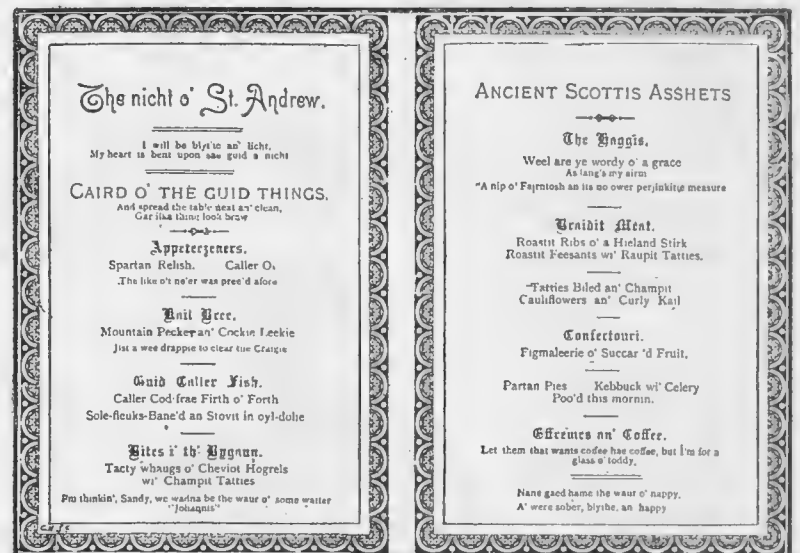 The nicht o' St. Andrew.
I will be blythe an' licht,
My heart is bent upon sae guid a nicht
CAIRD O' THE GUID THINGS.
And spread the table neat an' clean,
Gar ilka thing look braw
Appeterzeners.
Spartan Relish. Caller O.
The like o't ne'er was pree'd afore
Knit Bree.
Mountain Pecker an' Cockie Leekie
Jist a wee drappie to clear the Craigie
Guid Caller Fish.
Caller Cod frae Firth o' Forth
Sole-fleuks-Bane'd an Stovit in oyl-dolie
Bites i' th' Bygaun.
Tacty whaugs o' Cheviot Hogrels
wi' Champit Tatties
I'm thinkin', Sandy, we wadna be the waur o' some watter
"Johannis"
ANCIENT SCOTTIS ASSHETS
The Haggis.
Weel are ye wordy o' a grace
As lang's my airm
"A nip o' Fairntosh an its no ower perjinkitie measure
Braidit Meat.
Roastit Ribs o' a Hieland Stirk
Roastit Feesants wi' Raupit Tatties.
Tatties Biled an' Champit
Cauliflowers an' Curly Kail
Confectouri.
Figmaleerie o' Succar'd Fruit.
Partan Pies Kebbuck wi' Celery
Poo'd this mornin.
Effreines an' Coffee.
Let them that wants coffee hae coffee, but I'm for a
glass o' toddy.
Nane gaed hame the waur o' nappy,
A' were sober, blythe, an happy